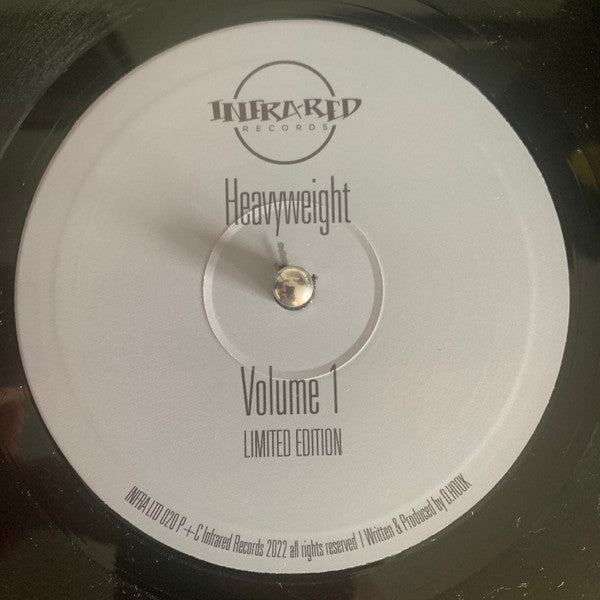 INFRARED
RECORDS
Heavyweight
Volume 1
LIMITED EDITION
INFRA LTD 020 P + C Infrared Records 2022 all rights reserved | Written & Produced by D.HOOK